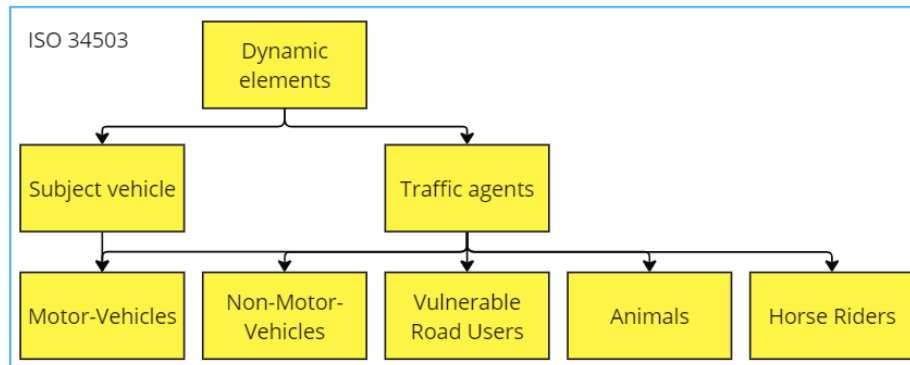 ISO 34503
Dynamic
elements
Subject vehicle
Traffic agents
Motor-Vehicles
Non-Motor-
Vehicles
Vulnerable
Road Users
Animals
Horse Riders